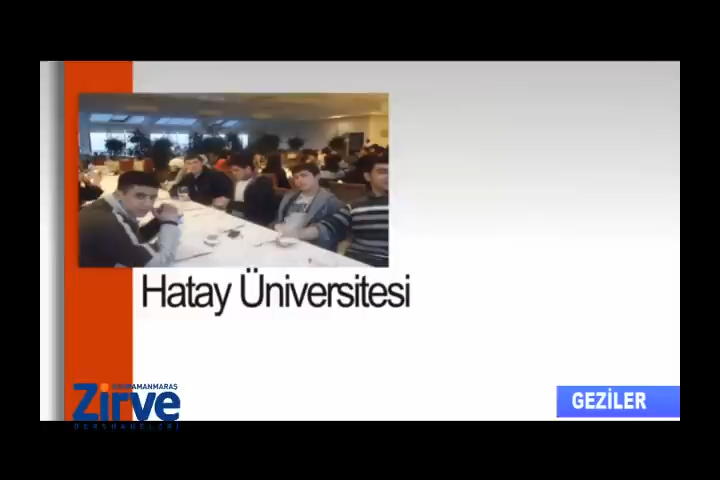 Hatay Üniversitesi
KAHRAMANMARAŞ
Zirve
DERSHANELERİ
GEZİLER